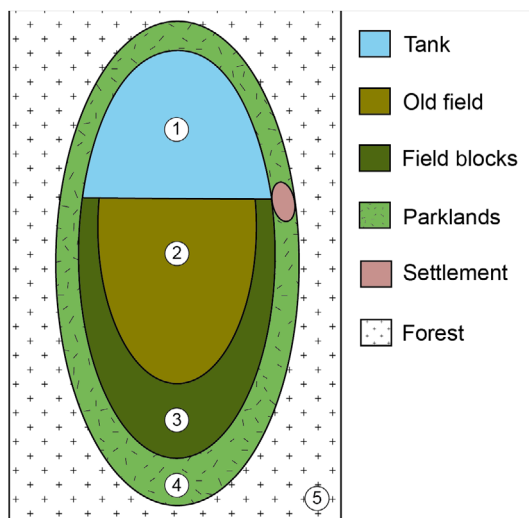 Tank
Old field
Field blocks
Parklands
Settlement
Forest
1
2
3
4
5